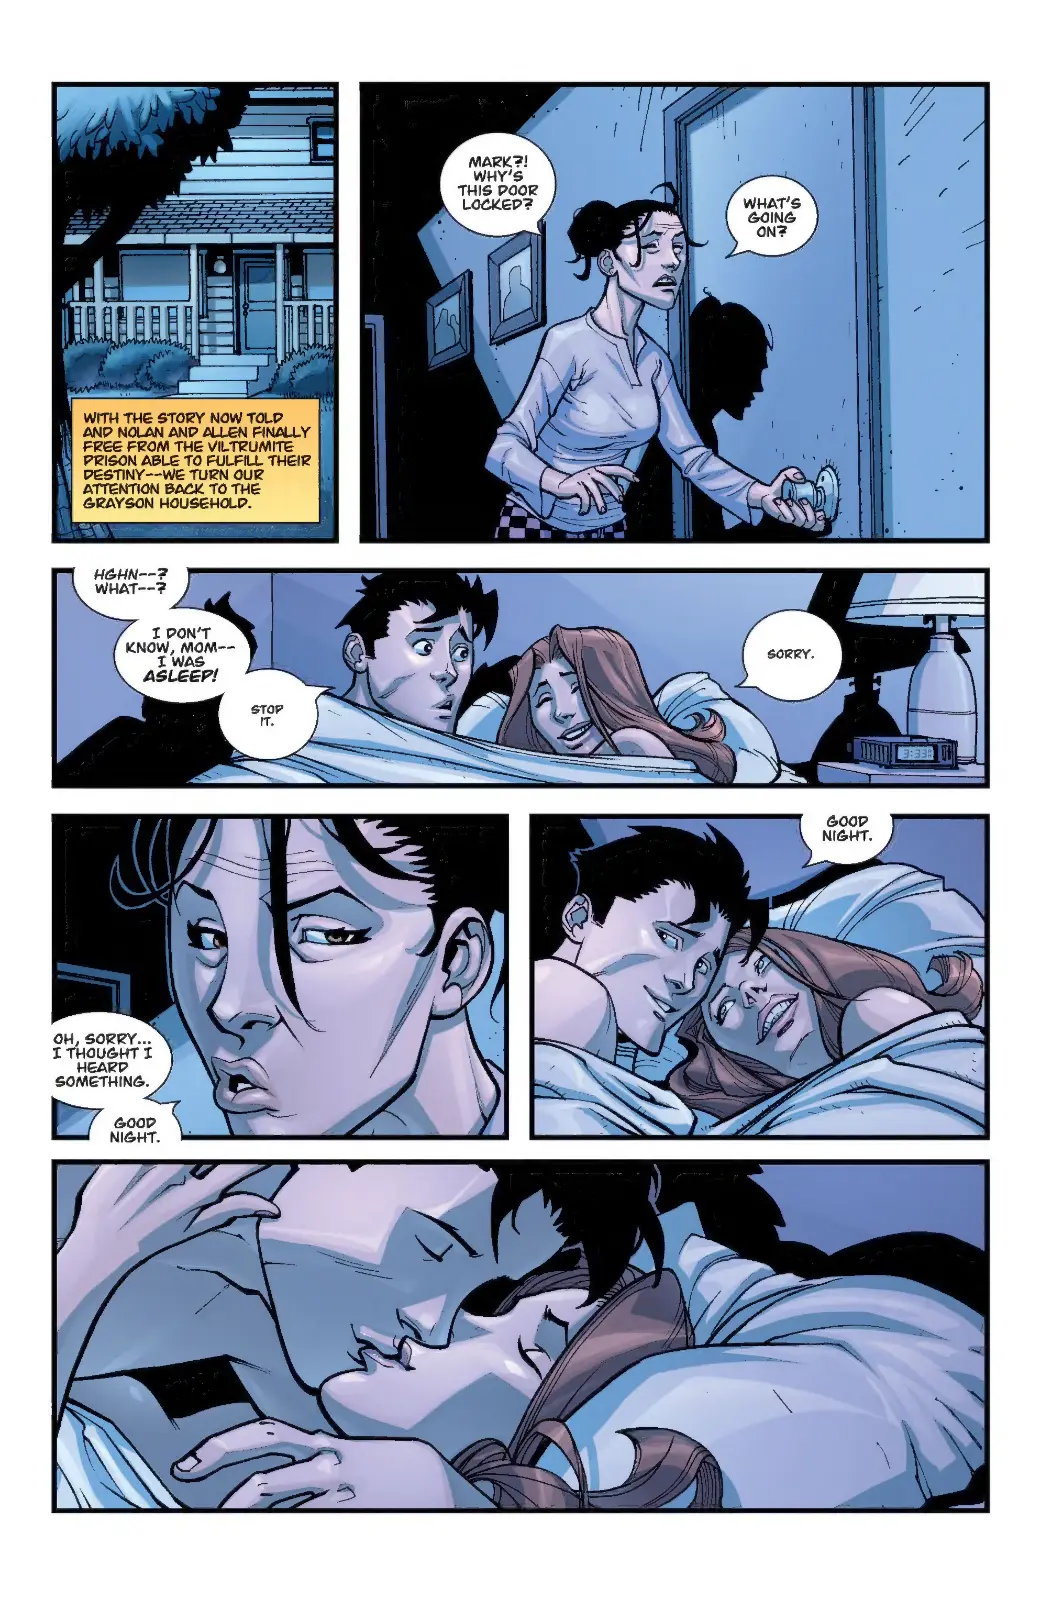 WITH THE STORY NOW TOLD
AND NOLAN AND ALLEN FINALLY
FREE FROM THE VILTRUMITE
PRISON ABLE TO FULFILL THEIR
DESTINY--WE TURN OUR
ATTENTION BACK TO THE
GRAYSON HOUSEHOLD.
MARK?!
WHY'S
THIS DOOR
LOCKED?
WHAT'S
GOING
ON?
HGHN--?
WHAT--?
I DON'T
KNOW, MOM--
I WAS
ASLEEP!
STOP
IT.
SORRY.
3:33
OH, SORRY...
I THOUGHT I
HEARD
SOMETHING.
GOOD
NIGHT.
GOOD
NIGHT.